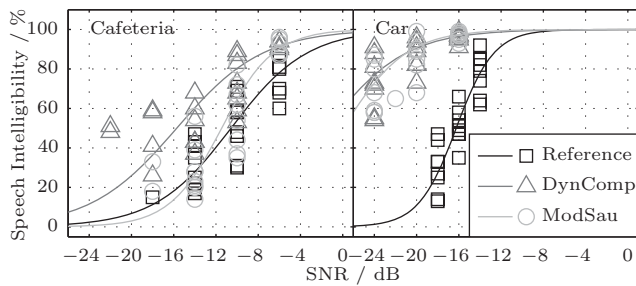 Speech Intelligibility / %
100
80
60
40
20
0
Cafeteria
Car
Reference
DynComp
ModSau
−24 −20 −16 −12 −8 −4 0
−24 −20 −16 −12 −8 −4 0
SNR / dB